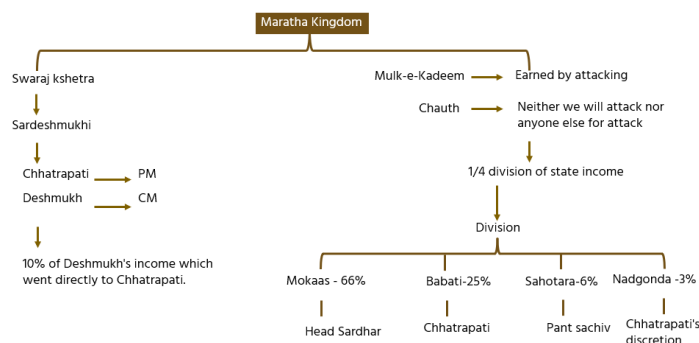 Maratha Kingdom
Swaraj kshetra
Sardeshmukhi
Chhatrapati
PM
Deshmukh
CM
10% of Deshmukh's income which
went directly to Chhatrapati.
Mulk-e-Kadeem
Earned by attacking
Chauth
Neither we will attack nor
anyone else for attack
1/4 division of state income
Division
Mokaas - 66%
Babati-25%
Sahotara-6%
Nadgonda -3%
Head Sardhar
Chhatrapati
Pant sachiv
Chhatrapati's
discretion